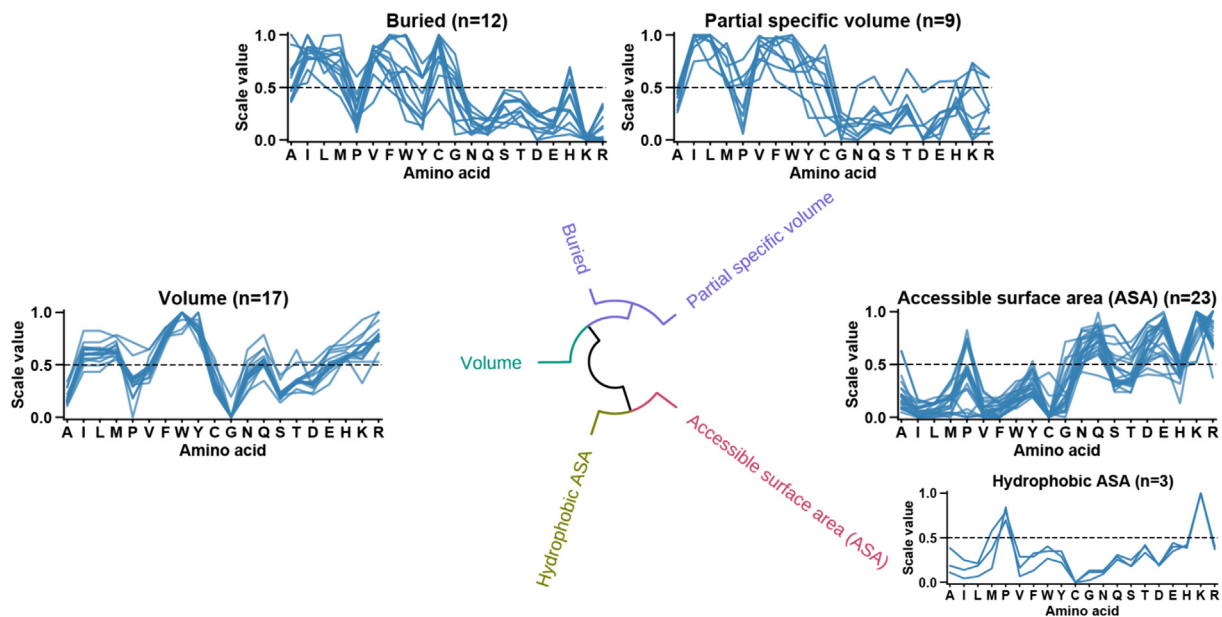 Buried (n=12)
Scale value
1.0
0.5
0.0
A I L M P V F W Y C G N Q S T D E H K R
Amino acid
Partial specific volume (n=9)
Scale value
1.0
0.5
0.0
A I L M P V F W Y C G N Q S T D E H K R
Amino acid
Volume (n=17)
Scale value
1.0
0.5
0.0
A I L M P V F W Y C G N Q S T D E H K R
Amino acid
Buried
Partial specific volume
Volume
Hydrophobic ASA
Accessible surface area (ASA)
Accessible surface area (ASA) (n=23)
Scale value
1.0
0.5
0.0
A I L M P V F W Y C G N Q S T D E H K R
Amino acid
Hydrophobic ASA (n=3)
Scale value
1.0
0.5
0.0
A I L M P V F W Y C G N Q S T D E H K R
Amino acid